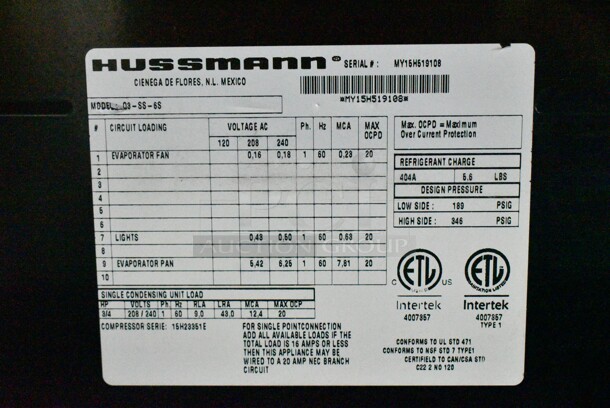 HUSSMANN®
SERIAL #: MY15H519108
CIENEGA DE FLORES, N.L. MEXICO
*MY15H519108*
MODEL: Q3-SS-6S
# CIRCUIT LOADING VOLTAGE AC Ph. Hz MCA MAX OCPD
120 208 240
1 EVAPORATOR FAN 0,16 0,18 1 60 0,23 20
2
3
4
5
6
7 LIGHTS 0,43 0,50 1 60 0,63 20
8
9 EVAPORATOR PAN 5,42 6,25 1 60 7,81 20
10
Max. OCPD = Maximum
Over Current Protection
REFRIGERANT CHARGE
404A 5.6 LBS
DESIGN PRESSURE
LOW SIDE: 189 PSIG
HIGH SIDE: 346 PSIG
AUCTION GROUP
C ETL US
Intertek
4007357
ETL
Intertek
4007357
TYPE 1
SINGLE CONDENSING UNIT LOAD
HP VOLTS Ph. Hz RLA LRA MCA MAX OCP
3/4 208 / 240 1 60 9,0 43,0 12,4 20
COMPRESSOR SERIE: 15H23351E
FOR SINGLE POINTCONNECTION
ADD ALL AVAILABLE LOADS IF THE
TOTAL LOAD IS 16 AMPS OR LESS
THEN THIS APPLIANCE MAY BE
WIRED TO A 20 AMP NEC BRANCH
CIRCUIT
CONFORMS TO UL STD 471
CONFORMS TO NSF STD 7 TYPE1
CERTIFIED TO CAN/CSA STD
C22 2 NO 120